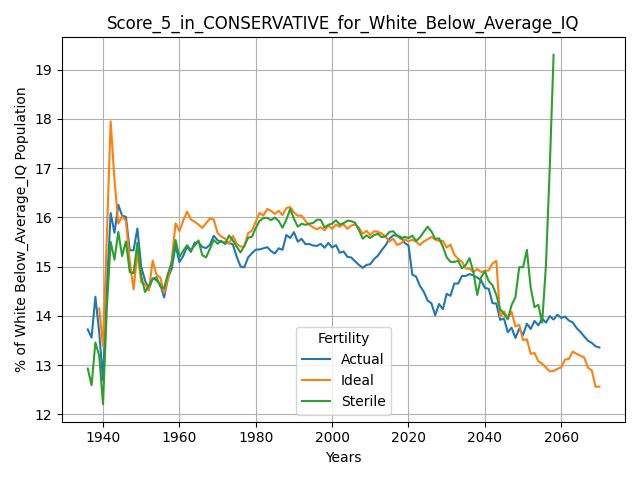 Score_5_in_CONSERVATIVE_for_White_Below_Average_IQ
% of White Below_Average_IQ Population
19
18
17
16
15
14
13
12
Fertility
Actual
Ideal
Sterile
1940 1960 1980 2000 2020 2040 2060
Years